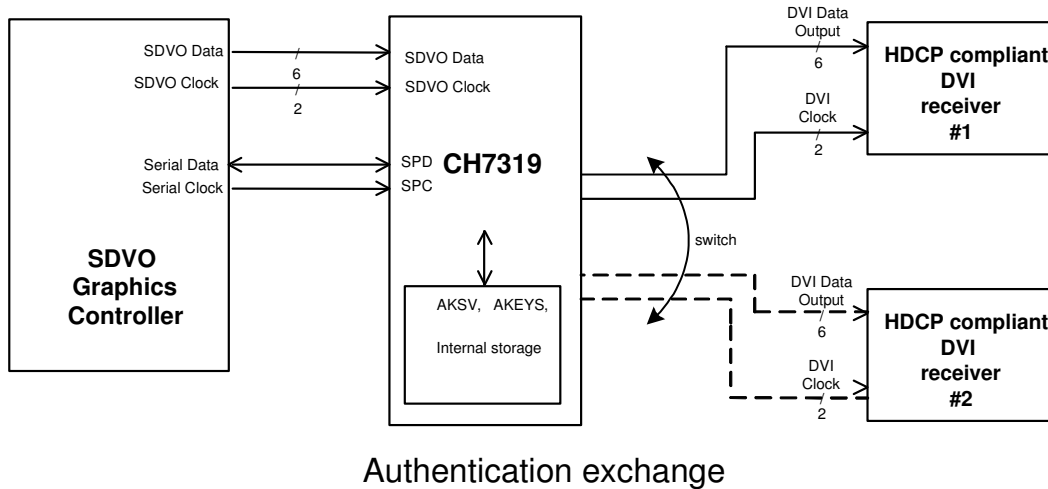 SDVO Data
6
SDVO Clock
2
Serial Data
Serial Clock
SDVO
Graphics
Controller
SDVO Data
SDVO Clock
CH7319
SPD
SPC
AKSV, AKEYS,
Internal storage
switch
DVI Data
Output
6
DVI
Clock
2
HDCP compliant
DVI
receiver
#1
DVI Data
Output
6
DVI
Clock
2
HDCP compliant
DVI
receiver
#2
Authentication exchange